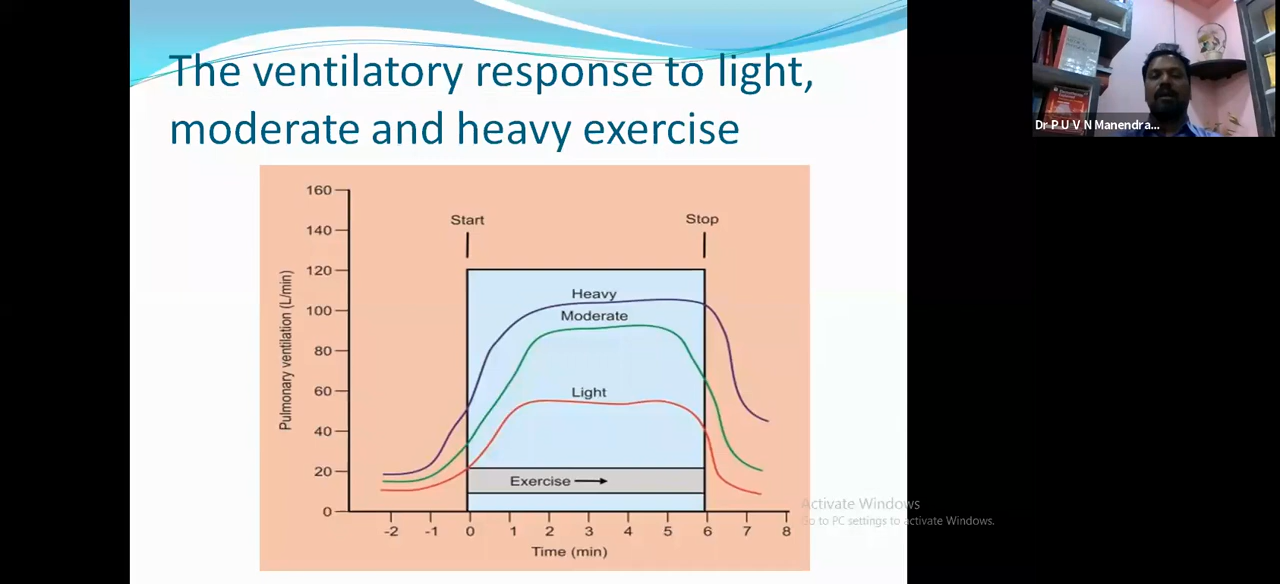 The ventilatory response to light,
moderate and heavy exercise
Dr P U V N Manendra...
160
140
120
100
80
60
40
20
0
Pulmonary ventilation (L/min)
Start
Stop
Heavy
Moderate
Light
Exercise
-2 -1 0 1 2 3 4 5 6 7 8
Time (min)
Activate Windows
Go to PC settings to activate Windows.